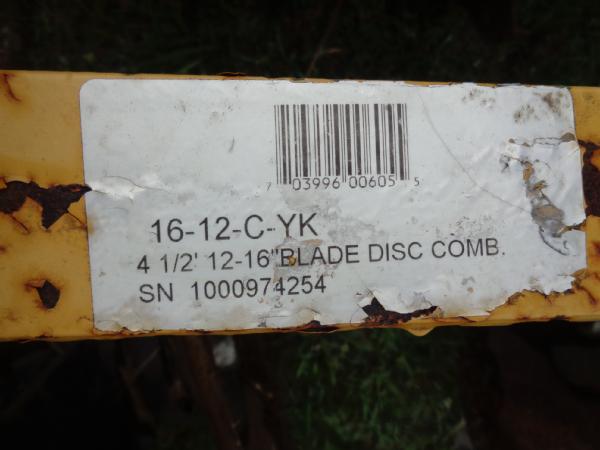 7 03996 00605 5
16-12-C-YK
4 1/2' 12-16"BLADE DISC COMB.
SN 1000974254